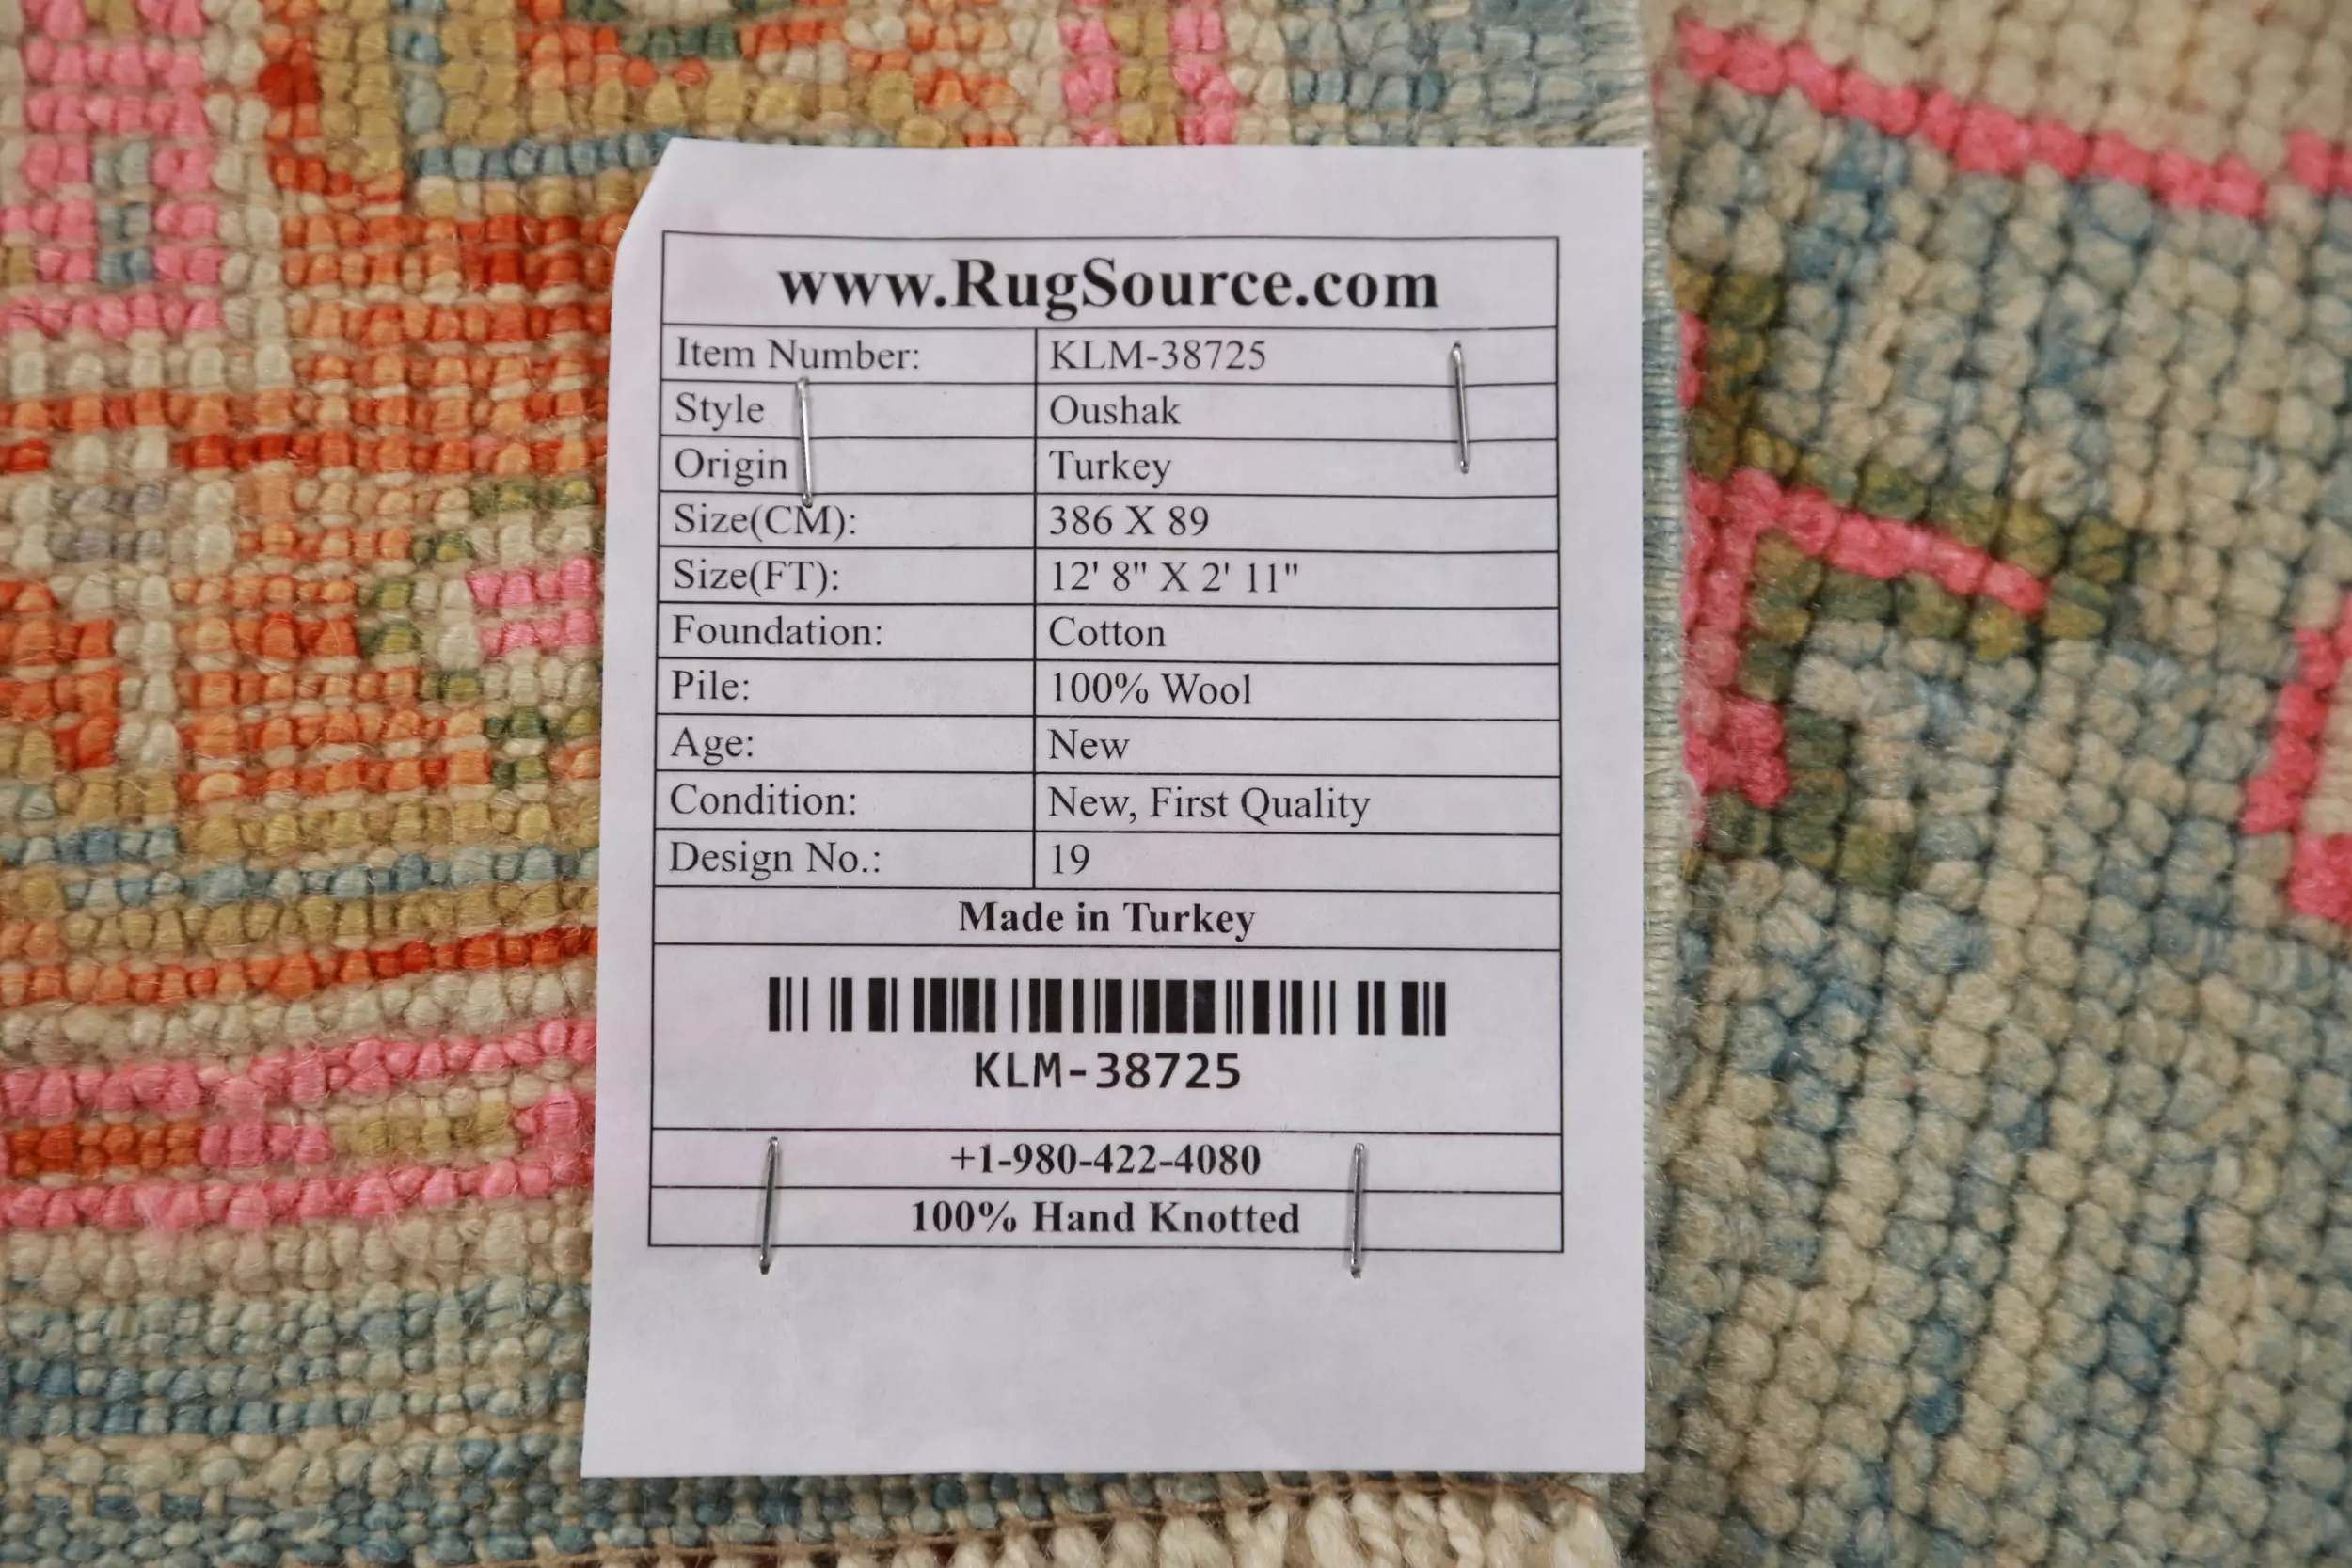 www.RugSource.com
Item Number: KLM-38725
Style Oushak
Origin Turkey
Size(CM): 386 X 89
Size(FT): 12' 8" X 2' 11"
Foundation: Cotton
Pile: 100% Wool
Age: New
Condition: New, First Quality
Design No.: 19
Made in Turkey
KLM-38725
+1-980-422-4080
100% Hand Knotted